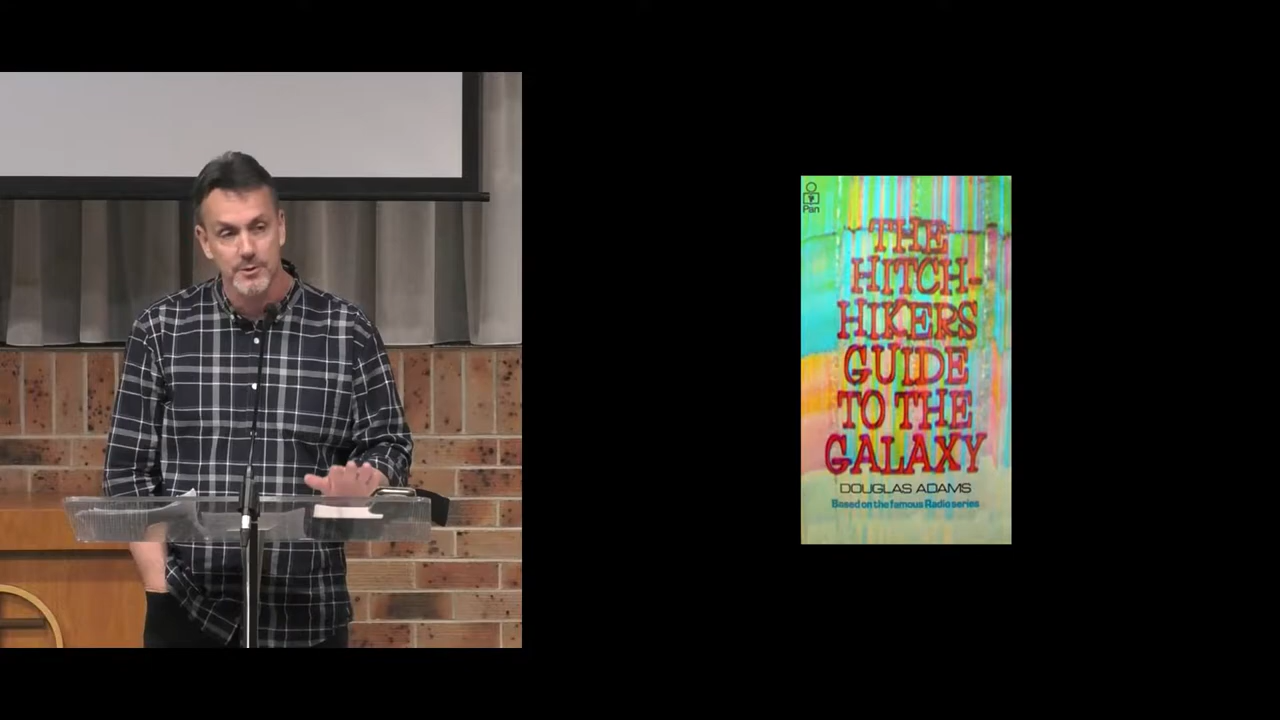 Pan
THE
HITCH-
HIKERS
GUIDE
TO THE
GALAXY
DOUGLAS ADAMS
Based on the famous Radio series